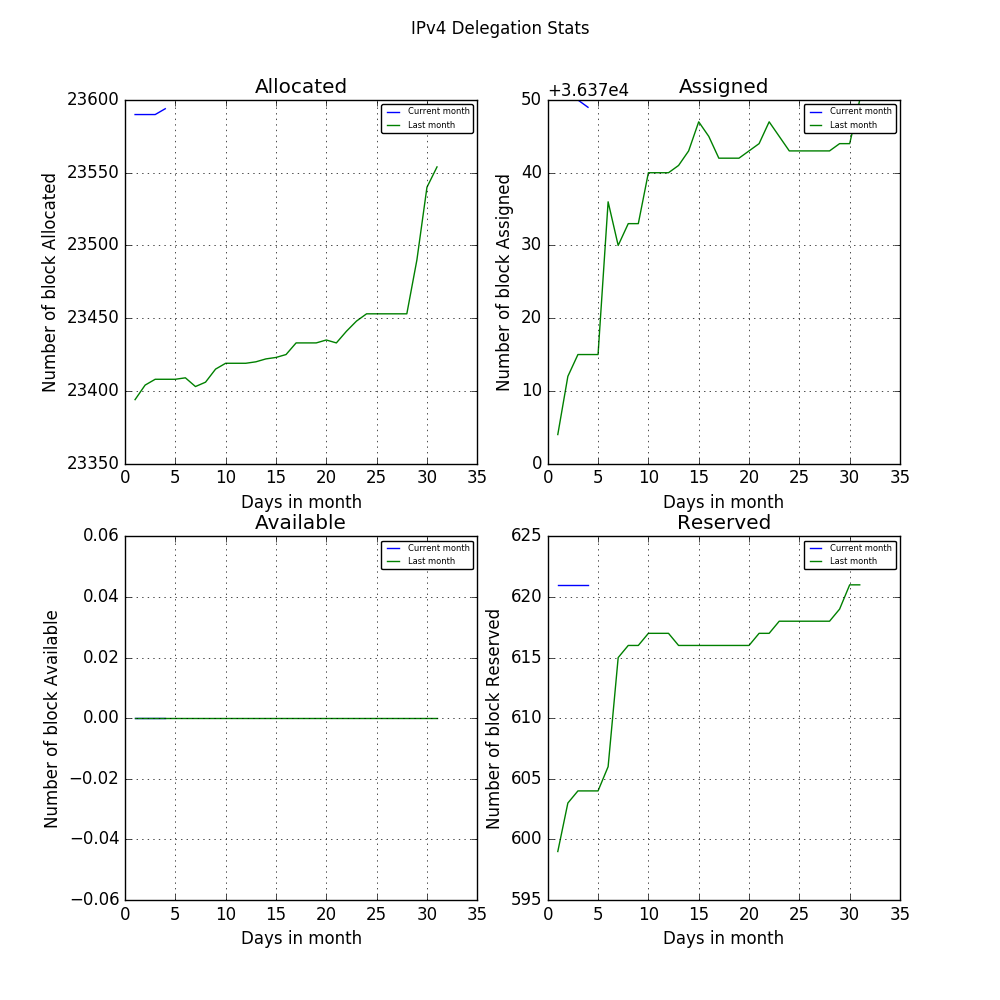 IPv4 Delegation Stats
Allocated
Number of block Allocated
23600
23550
23500
23450
23400
23350
0 5 10 15 20 25 30 35
Days in month
Current month
Last month
Assigned
+3.637e4
Number of block Assigned
50
40
30
20
10
0
0 5 10 15 20 25 30 35
Days in month
Current month
Last month
Available
Number of block Available
0.06
0.04
0.02
0.00
−0.02
−0.04
−0.06
0 5 10 15 20 25 30 35
Days in month
Current month
Last month
Reserved
Number of block Reserved
625
620
615
610
605
600
595
0 5 10 15 20 25 30 35
Days in month
Current month
Last month